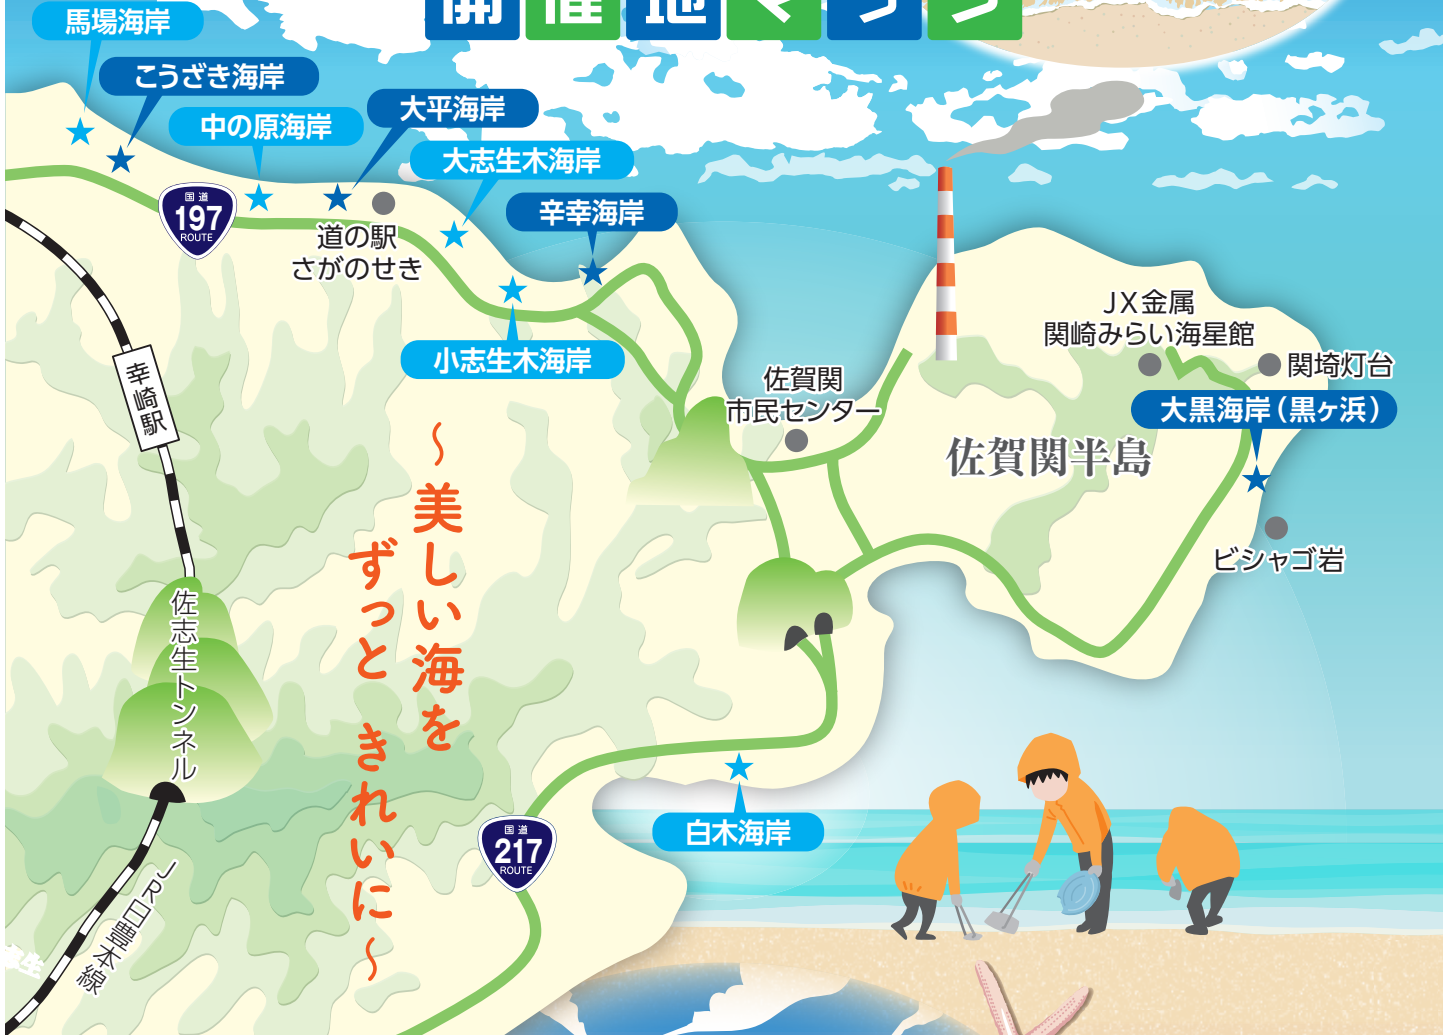 開催地マップ
馬場海岸
こうざき海岸
中の原海岸
大平海岸
大志生木海岸
辛幸海岸
国道
197
ROUTE
道の駅
さがのせき
小志生木海岸
JX金属
関崎みらい海星館
関埼灯台
大黒海岸（黒ヶ浜）
佐賀関
市民センター
佐賀関半島
ビシャゴ岩
幸崎駅
〜美しい海を
ずっと きれいに〜
佐志生トンネル
国道
217
ROUTE
白木海岸
JR日豊本線